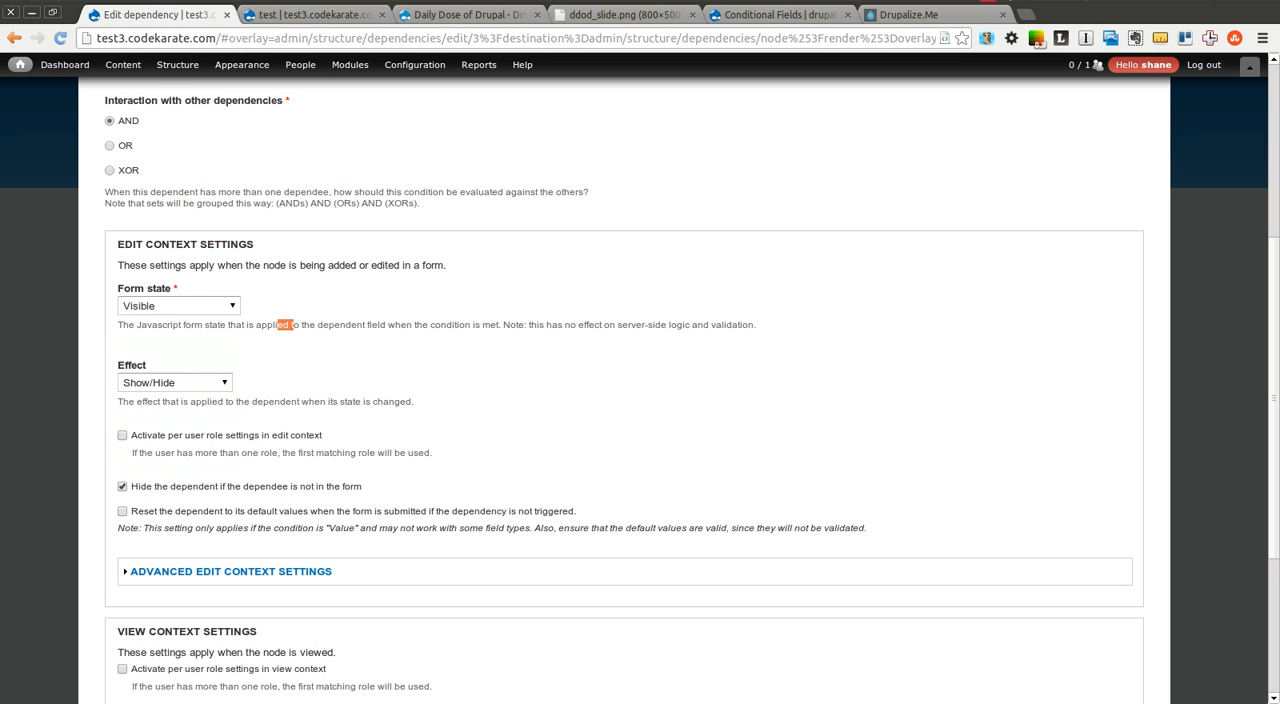 Edit dependency | test3.c
test | test3.codekarate.co
Daily Dose of Drupal - Dr
ddod_slide.png (800×500
Conditional Fields | drupal
Drupalize.Me
test3.codekarate.com/#overlay=admin/structure/dependencies/edit/3%3Fdestination%3Dadmin/structure/dependencies/node%253Frender%253Doverlay
Dashboard Content Structure Appearance People Modules Configuration Reports Help 0 / 1 Hello shane Log out
Interaction with other dependencies *
AND
OR
XOR
When this dependent has more than one dependee, how should this condition be evaluated against the others?
Note that sets will be grouped this way: (ANDs) AND (ORs) AND (XORs).
EDIT CONTEXT SETTINGS
These settings apply when the node is being added or edited in a form.
Form state *
Visible
The Javascript form state that is applied to the dependent field when the condition is met. Note: this has no effect on server-side logic and validation.
Effect
Show/Hide
The effect that is applied to the dependent when its state is changed.
Activate per user role settings in edit context
If the user has more than one role, the first matching role will be used.
Hide the dependent if the dependee is not in the form
Reset the dependent to its default values when the form is submitted if the dependency is not triggered.
Note: This setting only applies if the condition is "Value" and may not work with some field types. Also, ensure that the default values are valid, since they will not be validated.
ADVANCED EDIT CONTEXT SETTINGS
VIEW CONTEXT SETTINGS
These settings apply when the node is viewed.
Activate per user role settings in view context
If the user has more than one role, the first matching role will be used.